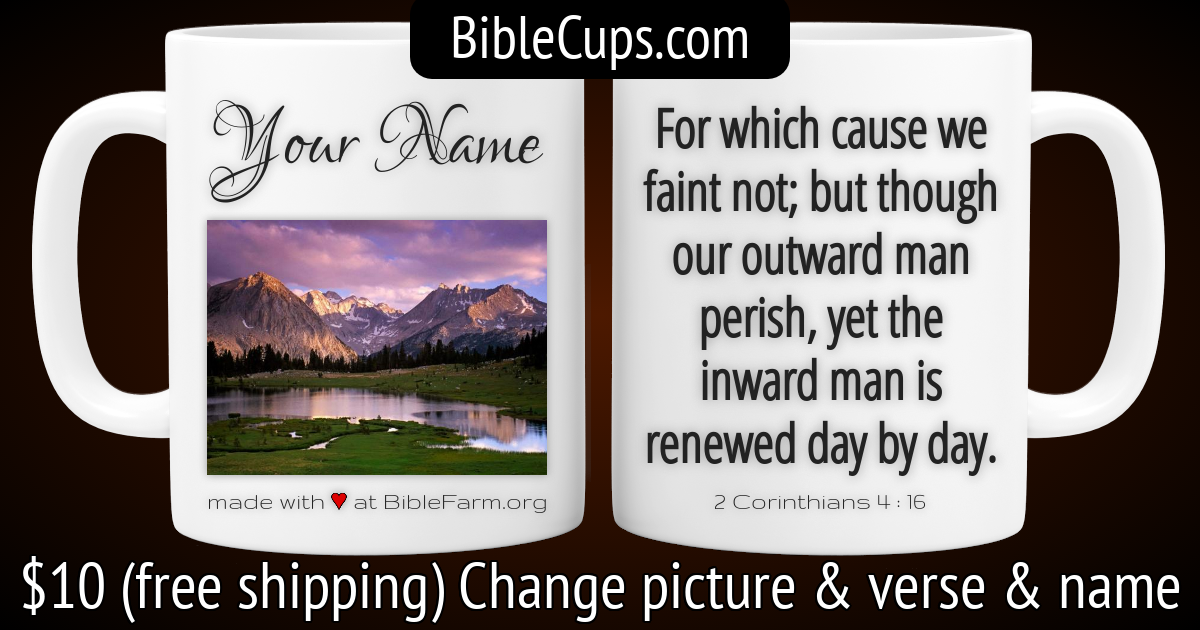 BibleCups.com
Your Name
made with ♥ at BibleFarm.org
For which cause we
faint not; but though
our outward man
perish, yet the
inward man is
renewed day by day.
2 Corinthians 4 : 16
$10 (free shipping) Change picture & verse & name